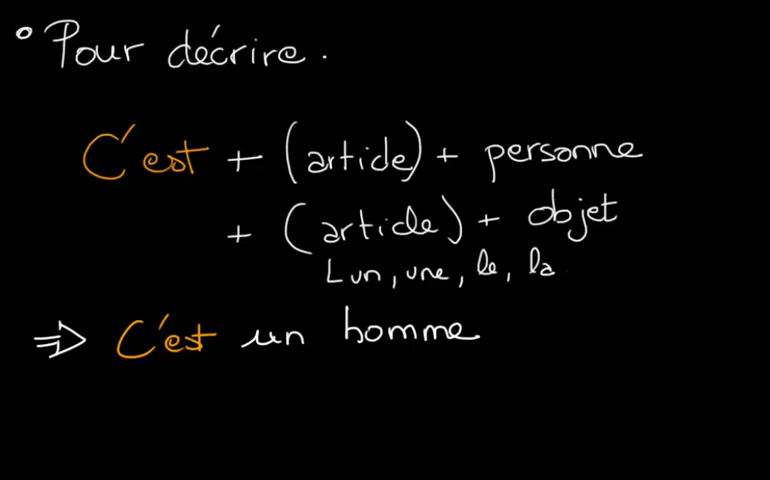 Pour décrire.
C'est + (article) + personne
+ (article) + objet
un, une, le, la
⇒ C'est un homme